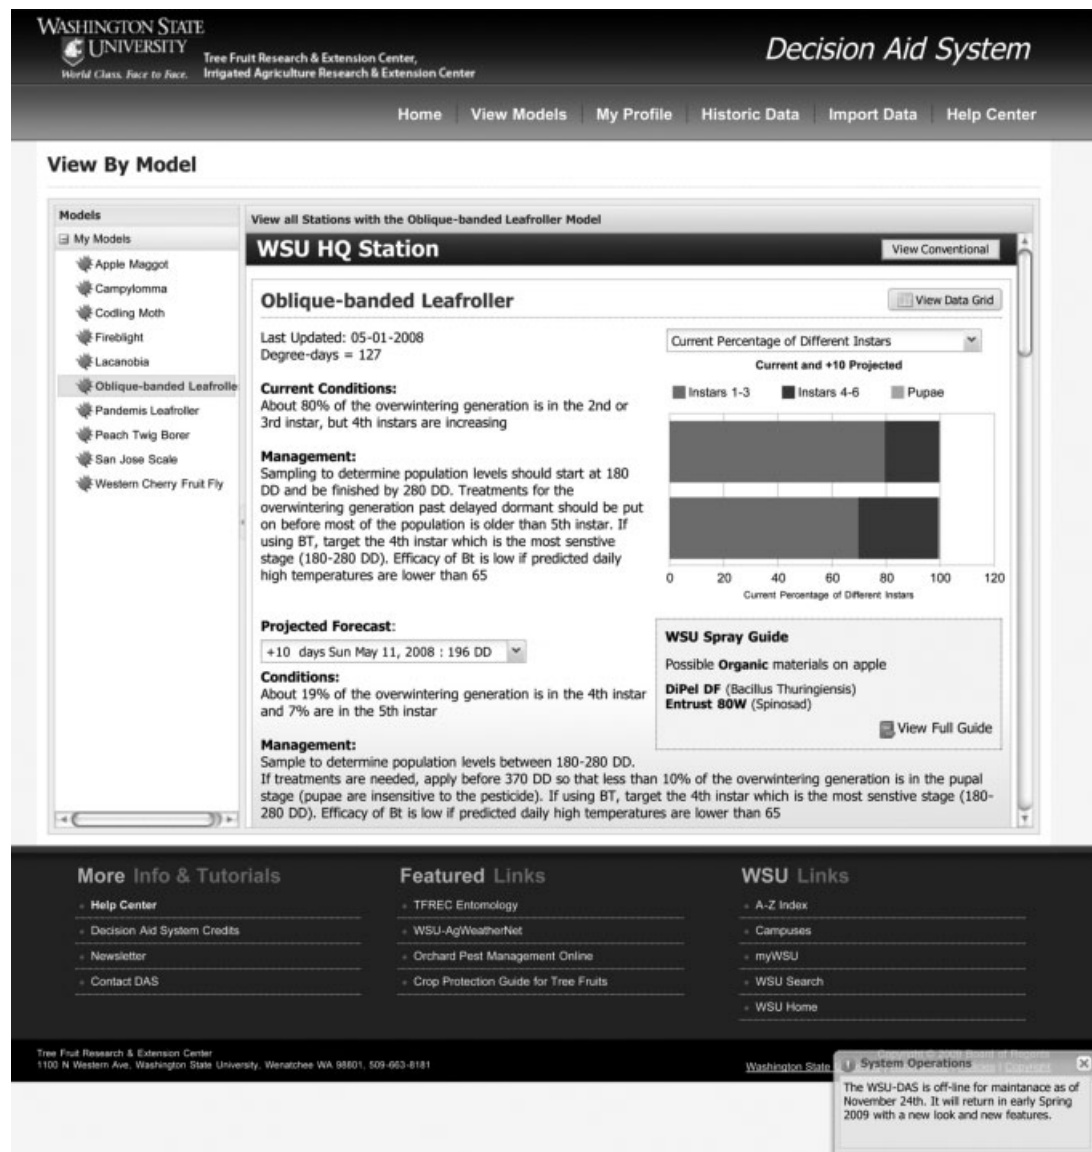 WASHINGTON STATE
UNIVERSITY
World Class. Face to Face.
Tree Fruit Research & Extension Center,
Irrigated Agriculture Research & Extension Center
Decision Aid System
Home
View Models
My Profile
Historic Data
Import Data
Help Center
View By Model
Models
My Models
Apple Maggot
Campylomma
Codling Moth
Fireblight
Lacanobia
Oblique-banded Leafrolle
Pandemis Leafroller
Peach Twig Borer
San Jose Scale
Western Cherry Fruit Fly
View all Stations with the Oblique-banded Leafroller Model
WSU HQ Station
View Conventional
Oblique-banded Leafroller
View Data Grid
Last Updated: 05-01-2008
Degree-days = 127
Current Conditions:
About 80% of the overwintering generation is in the 2nd or
3rd instar, but 4th instars are increasing
Management:
Sampling to determine population levels should start at 180
DD and be finished by 280 DD. Treatments for the
overwintering generation past delayed dormant should be put
on before most of the population is older than 5th instar. If
using BT, target the 4th instar which is the most senstive
stage (180-280 DD). Efficacy of Bt is low if predicted daily
high temperatures are lower than 65
Current Percentage of Different Instars
Current and +10 Projected
Instars 1-3
Instars 4-6
Pupae
0 20 40 60 80 100 120
Current Percentage of Different Instars
Projected Forecast:
+10 days Sun May 11, 2008 : 196 DD
Conditions:
About 19% of the overwintering generation is in the 4th instar
and 7% are in the 5th instar
WSU Spray Guide
Possible Organic materials on apple
DiPel DF (Bacillus Thuringiensis)
Entrust 80W (Spinosad)
View Full Guide
Management:
Sample to determine population levels between 180-280 DD.
If treatments are needed, apply before 370 DD so that less than 10% of the overwintering generation is in the pupal
stage (pupae are insensitive to the pesticide). If using BT, target the 4th instar which is the most senstive stage (180-
280 DD). Efficacy of Bt is low if predicted daily high temperatures are lower than 65
More Info & Tutorials
Help Center
Decision Aid System Credits
Newsletter
Contact DAS
Featured Links
TFREC Entomology
WSU-AgWeatherNet
Orchard Pest Management Online
Crop Protection Guide for Tree Fruits
WSU Links
A-Z Index
Campuses
myWSU
WSU Search
WSU Home
Tree Fruit Research & Extension Center
1100 N Western Ave, Washington State University, Wenatchee WA 98801, 509-663-8181
Washington State
System Operations
The WSU-DAS is off-line for maintanace as of
November 24th. It will return in early Spring
2009 with a new look and new features.